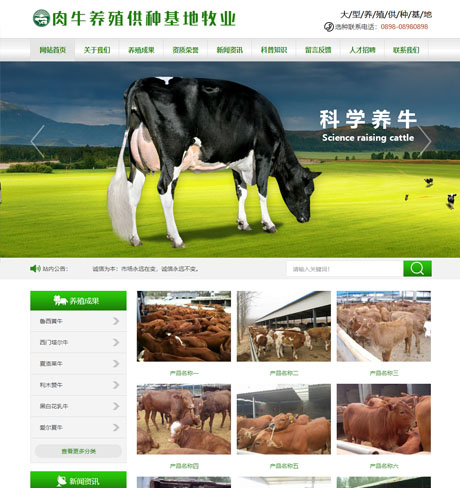 肉牛养殖供种基地牧业
大/型/养/殖/供/种/基/地
选种联系电话：0898-08980898
网站首页 关于我们 养殖成果 资质荣誉 新闻资讯 科普知识 留言反馈 人才招聘 联系我们
科学养牛
Science raising cattle
站内公告： 诚信为本：市场永远在变，诚信永远不变。
请输入关键词！
养殖成果
鲁西黄牛
西门塔尔牛
夏洛莱牛
利木赞牛
黑白花乳牛
爱尔夏牛
查看更多分类
新闻资讯
产品名称一 产品名称二 产品名称三
产品名称四 产品名称五 产品名称六